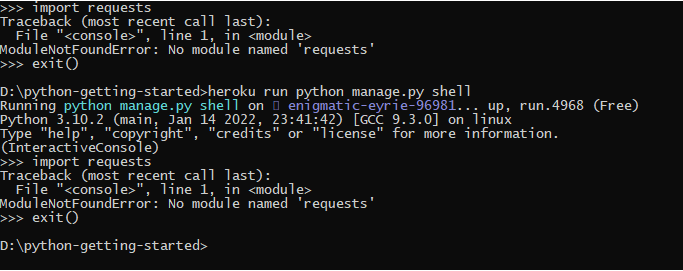 >>> import requests
Traceback (most recent call last):
  File "<console>", line 1, in <module>
ModuleNotFoundError: No module named 'requests'
>>> exit()

D:\python-getting-started>heroku run python manage.py shell
Running python manage.py shell on ⬢ enigmatic-eyrie-96981... up, run.4968 (Free)
Python 3.10.2 (main, Jan 14 2022, 23:41:42) [GCC 9.3.0] on linux
Type "help", "copyright", "credits" or "license" for more information.
(InteractiveConsole)
>>> import requests
Traceback (most recent call last):
  File "<console>", line 1, in <module>
ModuleNotFoundError: No module named 'requests'
>>> exit()

D:\python-getting-started>